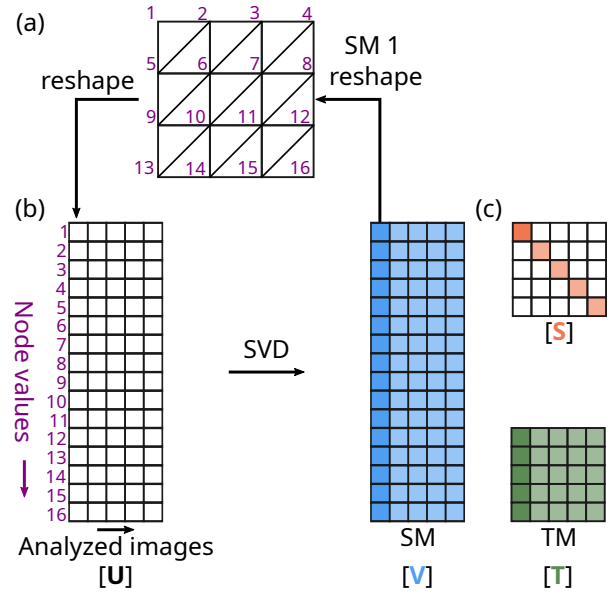 (a)
1 2 3 4
5 6 7 8
9 10 11 12
13 14 15 16
reshape
SM 1
reshape
(b)
1
2
3
4
5
6
7
8
9
10
11
12
13
14
15
16
Node values
Analyzed images
[U]
SVD
SM
[V]
(c)
[S]
TM
[T]